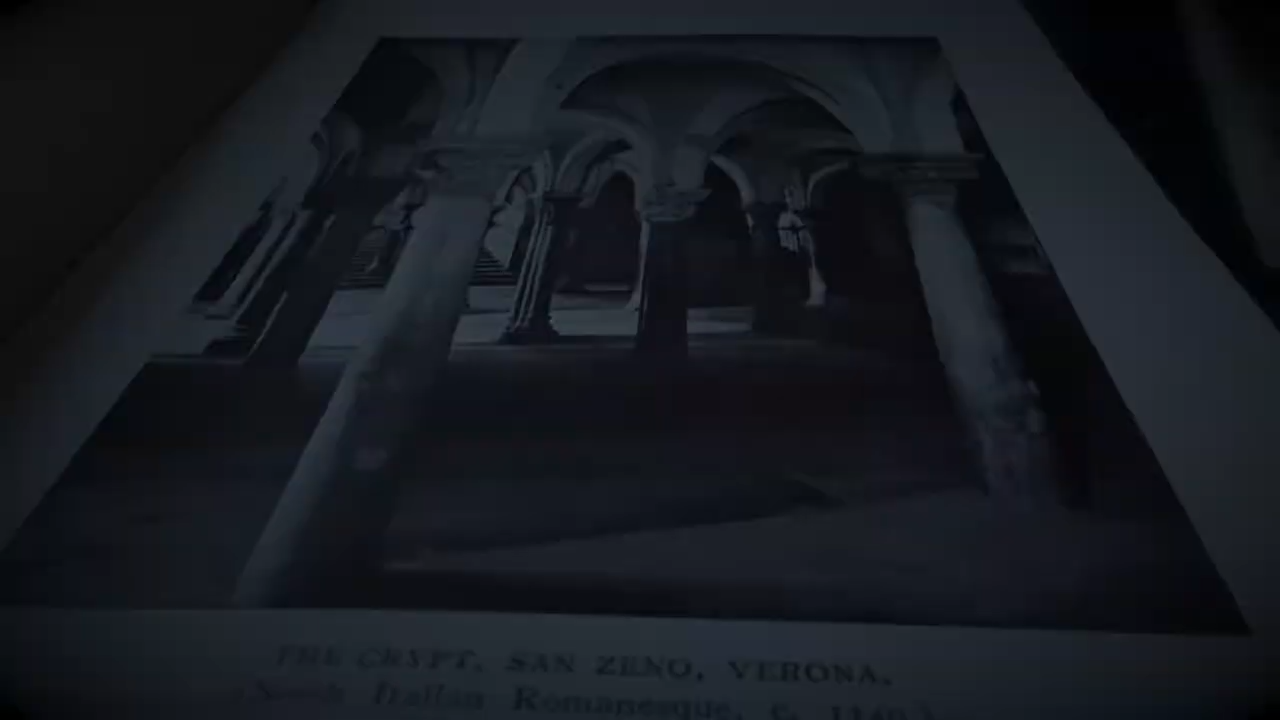 THE CRYPT, SAN ZENO, VERONA.
North Italian Romanesque, c.